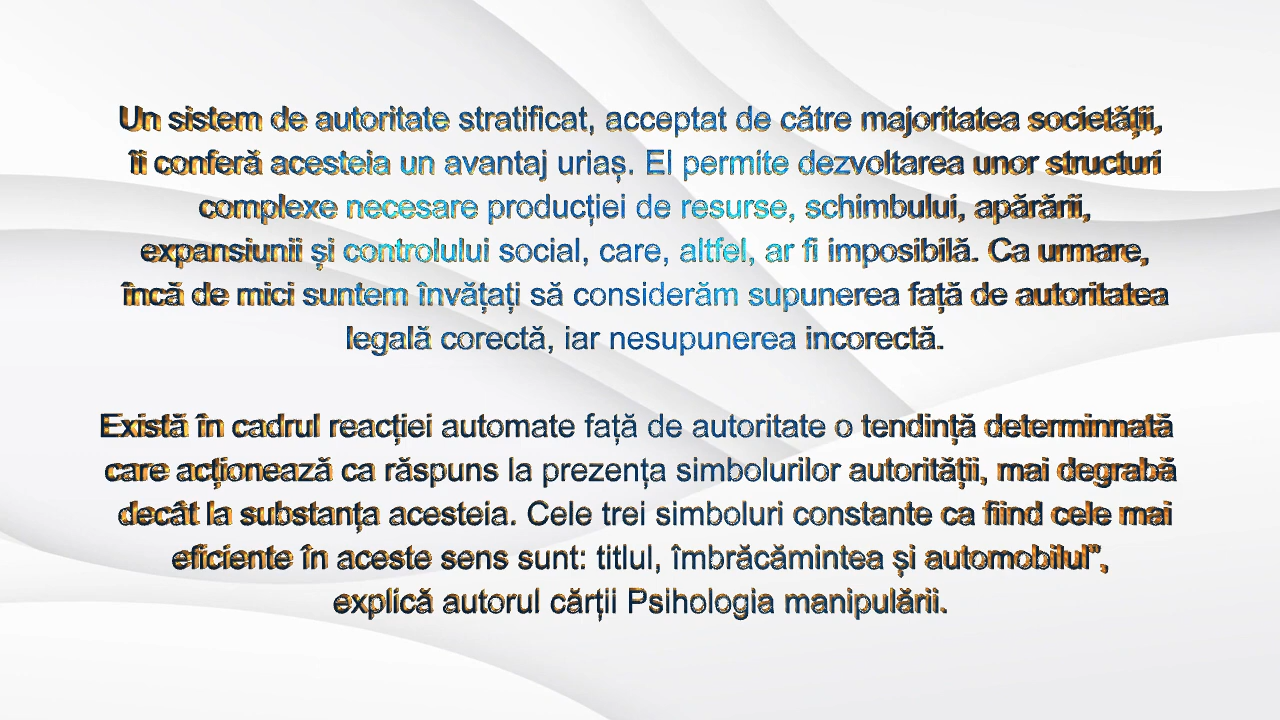 Un sistem de autoritate stratificat, acceptat de către majoritatea societății,
îi conferă acesteia un avantaj uriaș. El permite dezvoltarea unor structuri
complexe necesare producției de resurse, schimbului, apărării,
expansiunii și controlului social, care, altfel, ar fi imposibilă. Ca urmare,
încă de mici suntem învățați să considerăm supunerea față de autoritatea
legală corectă, iar nesupunerea incorectă.
Există în cadrul reacției automate față de autoritate o tendință determinnată
care acționează ca răspuns la prezența simbolurilor autorității, mai degrabă
decât la substanța acesteia. Cele trei simboluri constante ca fiind cele mai
eficiente în aceste sens sunt: titlul, îmbrăcămintea și automobilul”,
explică autorul cărții Psihologia manipulării.